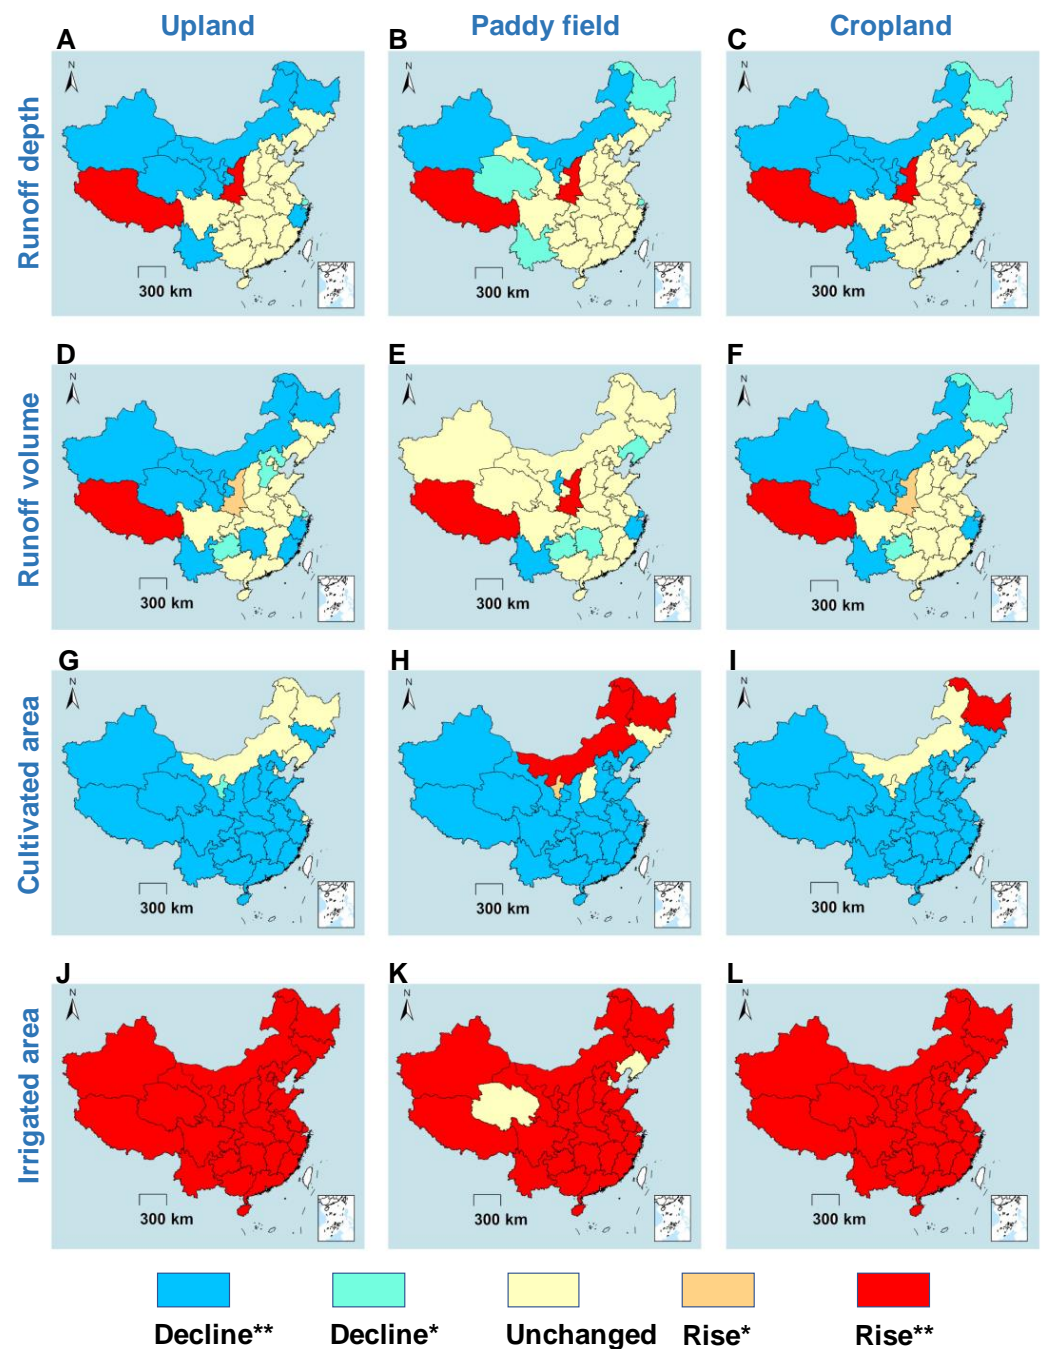 Upland Paddy field Cropland
A B C
Runoff depth
N N N
300 km 300 km 300 km
D E F
Runoff volume
N N N
300 km 300 km 300 km
G H I
Cultivated area
N N N
300 km 300 km 300 km
J K L
Irrigated area
N N N
300 km 300 km 300 km
Decline** Decline* Unchanged Rise* Rise**